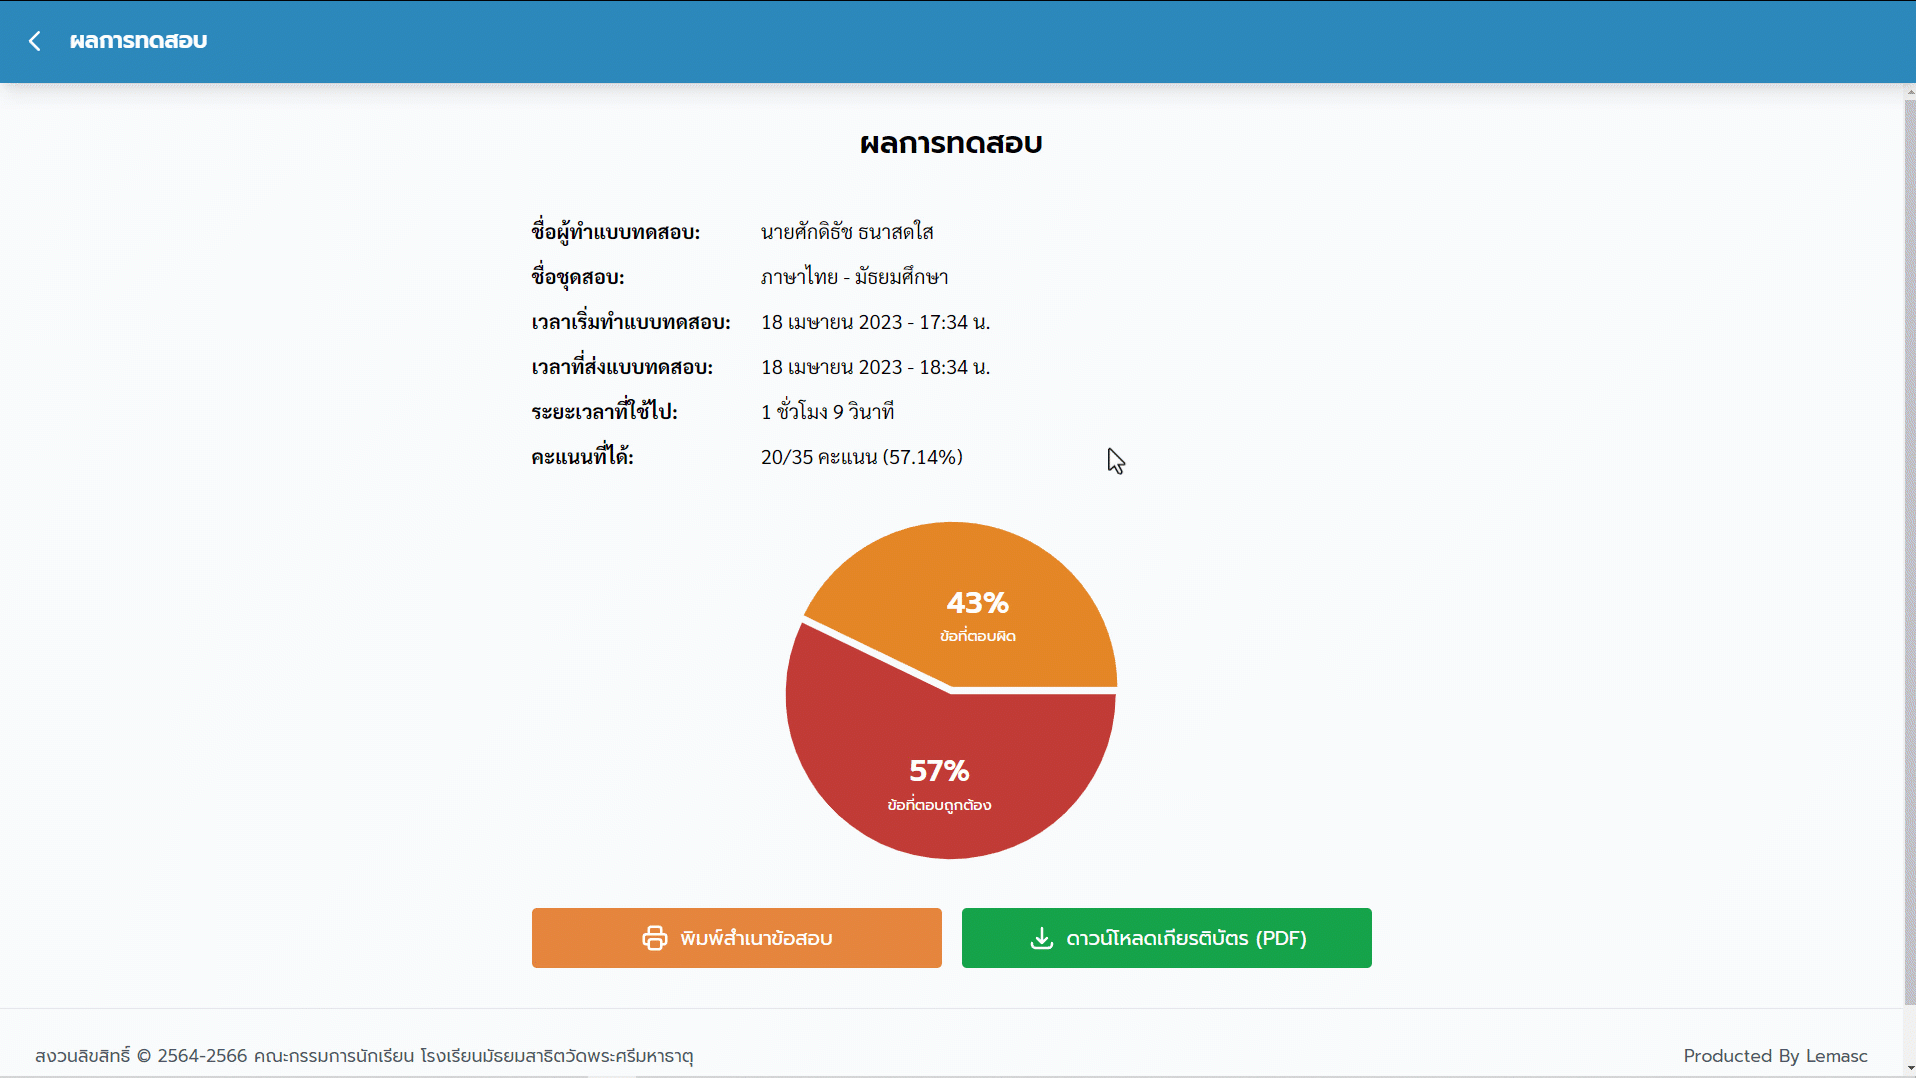 ผลการทดสอบ
ผลการทดสอบ
ชื่อผู้ทำแบบทดสอบ: นายศักดิธัช ธนาสดใส
ชื่อชุดสอบ: ภาษาไทย - มัธยมศึกษา
เวลาเริ่มทำแบบทดสอบ: 18 เมษายน 2023 - 17:34 น.
เวลาที่ส่งแบบทดสอบ: 18 เมษายน 2023 - 18:34 น.
ระยะเวลาที่ใช้ไป: 1 ชั่วโมง 9 วินาที
คะแนนที่ได้: 20/35 คะแนน (57.14%)
43%
ข้อที่ตอบผิด
57%
ข้อที่ตอบถูกต้อง
พิมพ์สำเนาข้อสอบ
ดาวน์โหลดเกียรติบัตร (PDF)
สงวนลิขสิทธิ์ © 2564-2566 คณะกรรมการนักเรียน โรงเรียนมัธยมสาธิตวัดพระศรีมหาธาตุ
Producted By Lemasc